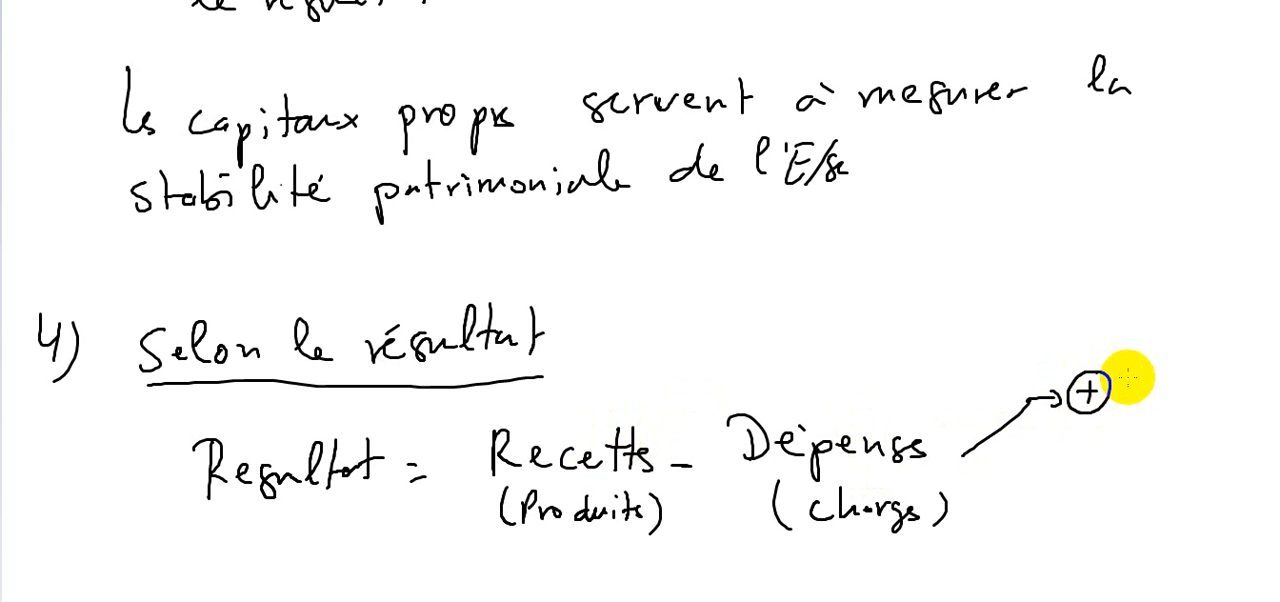 Les capitaux propres servent à mesurer la
stabilité patrimoniale de l'E/se
4) Selon le résultat
Resultat = Recettes - Dépenses → +
(Produits) (charges)